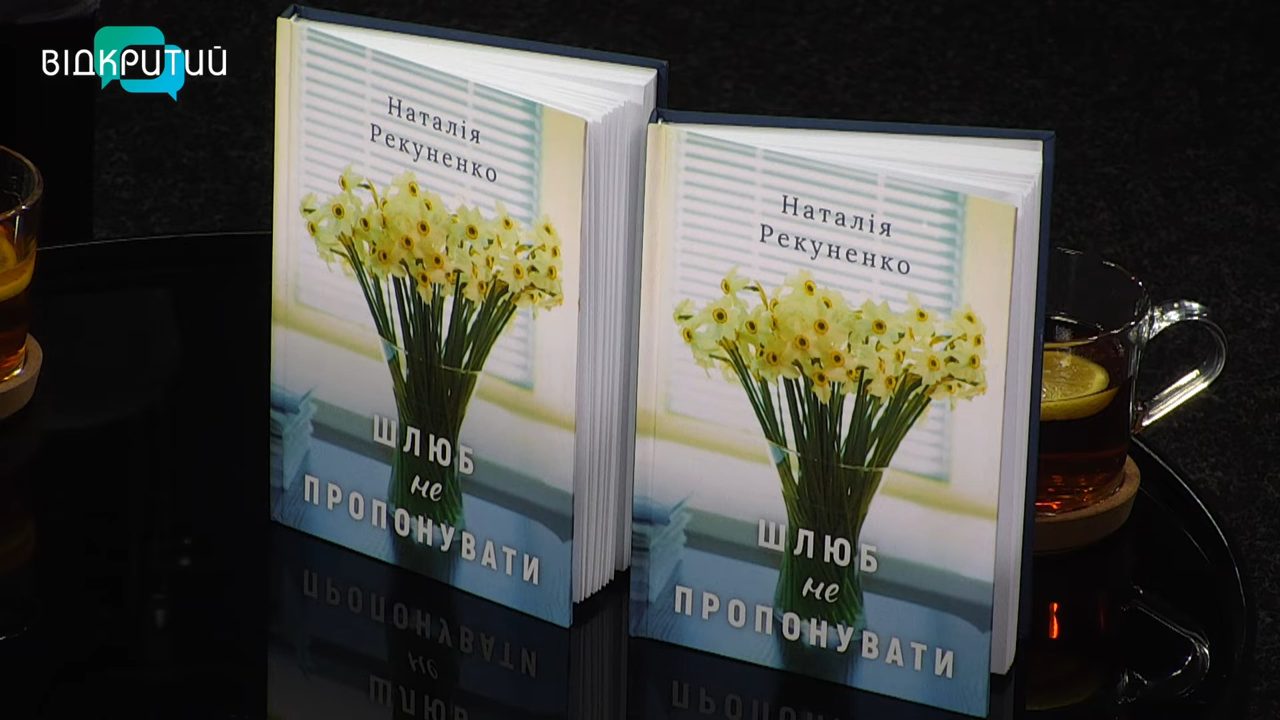 ВІДКРИТИЙ
Наталія
Рекуненко
ШЛЮБ
не
ПРОПОНУВАТИ
Наталія
Рекуненко
ШЛЮБ
не
ПРОПОНУВАТИ